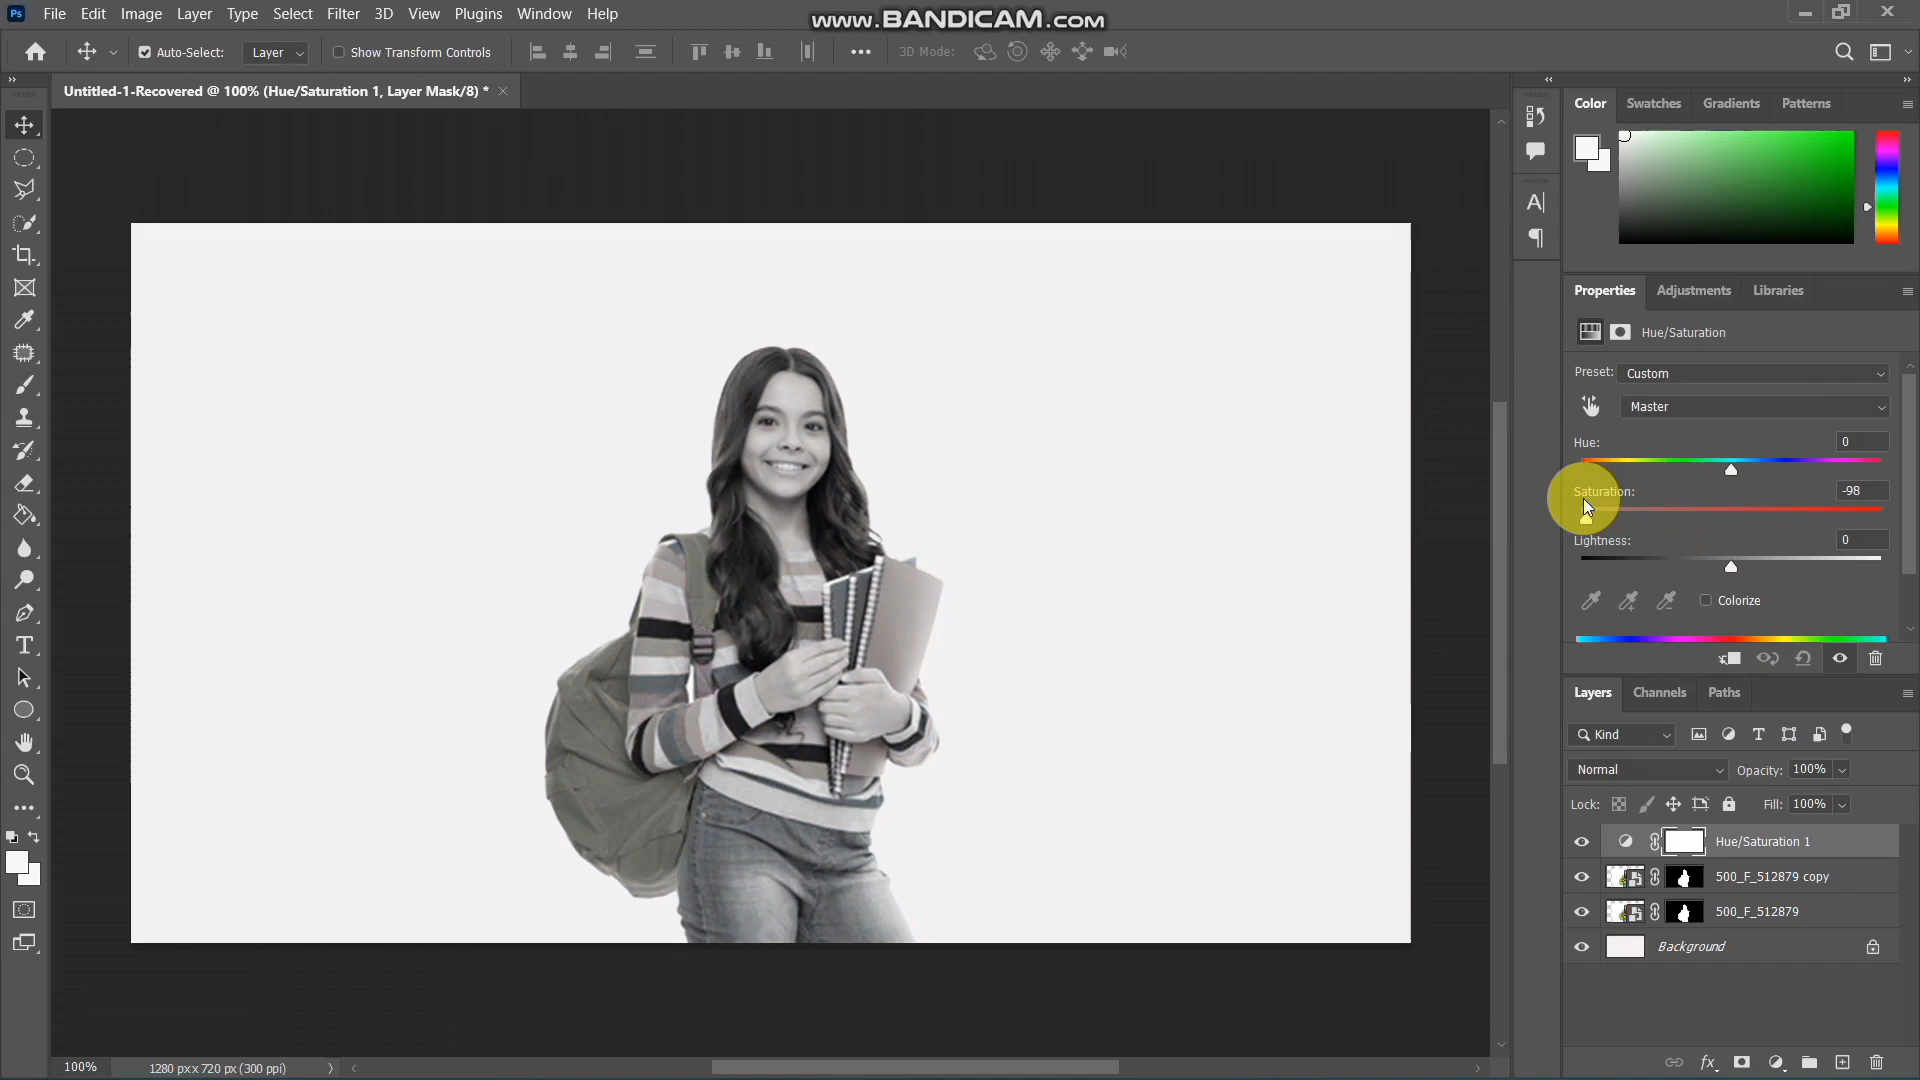 Ps File Edit Image Layer Type Select Filter 3D View Plugins Window Help
www.BANDICAM.com
Auto-Select: Layer Show Transform Controls 3D Mode:
Untitled-1-Recovered @ 100% (Hue/Saturation 1, Layer Mask/8) *
Color Swatches Gradients Patterns
Properties Adjustments Libraries
Hue/Saturation
Preset: Custom
Master
Hue: 0
Saturation: -98
Lightness: 0
Colorize
Layers Channels Paths
Kind
Normal Opacity: 100%
Lock: Fill: 100%
Hue/Saturation 1
500_F_512879 copy
500_F_512879
Background
100% 1280 px x 720 px (300 ppi)
fx